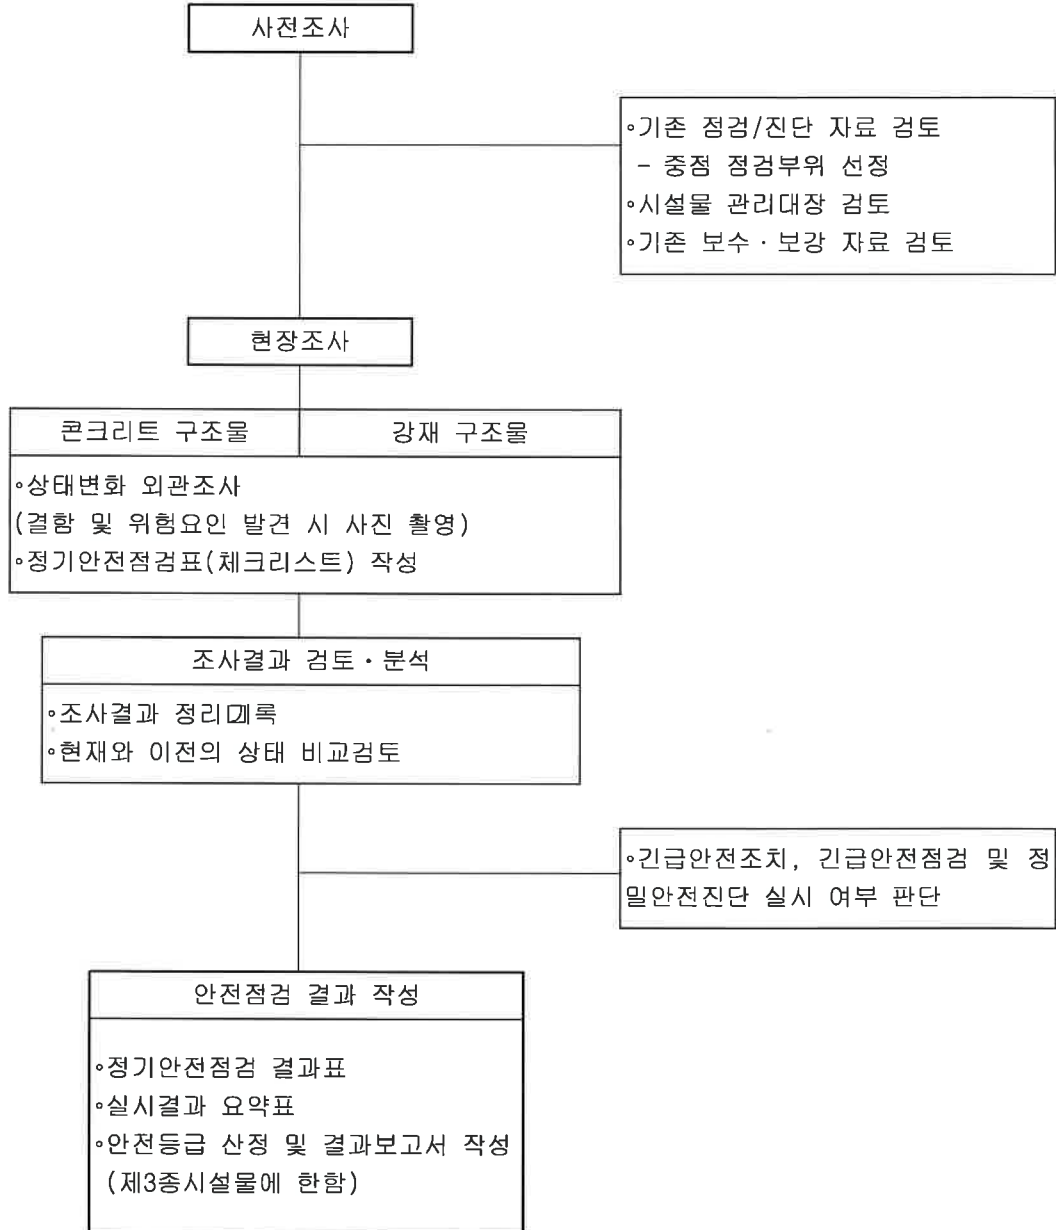 사전조사
◦기존 점검/진단 자료 검토
- 중점 점검부위 선정
◦시설물 관리대장 검토
◦기존 보수·보강 자료 검토
현장조사
콘크리트 구조물 강재 구조물
◦상태변화 외관조사
(결함 및 위험요인 발견 시 사진 촬영)
◦정기안전점검표(체크리스트) 작성
조사결과 검토·분석
◦조사결과 정리
◦현재와 이전의 상태 비교검토
◦긴급안전조치, 긴급안전점검 및 정
밀안전진단 실시 여부 판단
안전점검 결과 작성
◦정기안전점검 결과표
◦실시결과 요약표
◦안전등급 산정 및 결과보고서 작성
(제3종시설물에 한함)